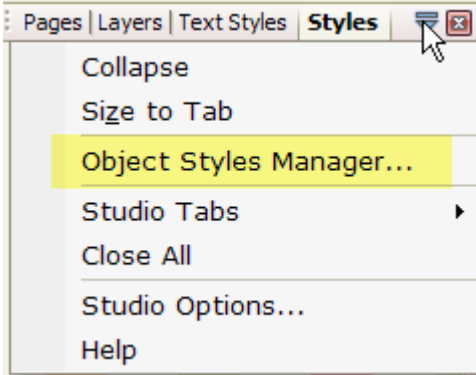 Pages | Layers | Text Styles | Styles
Collapse
Size to Tab
Object Styles Manager...
Studio Tabs
Close All
Studio Options...
Help